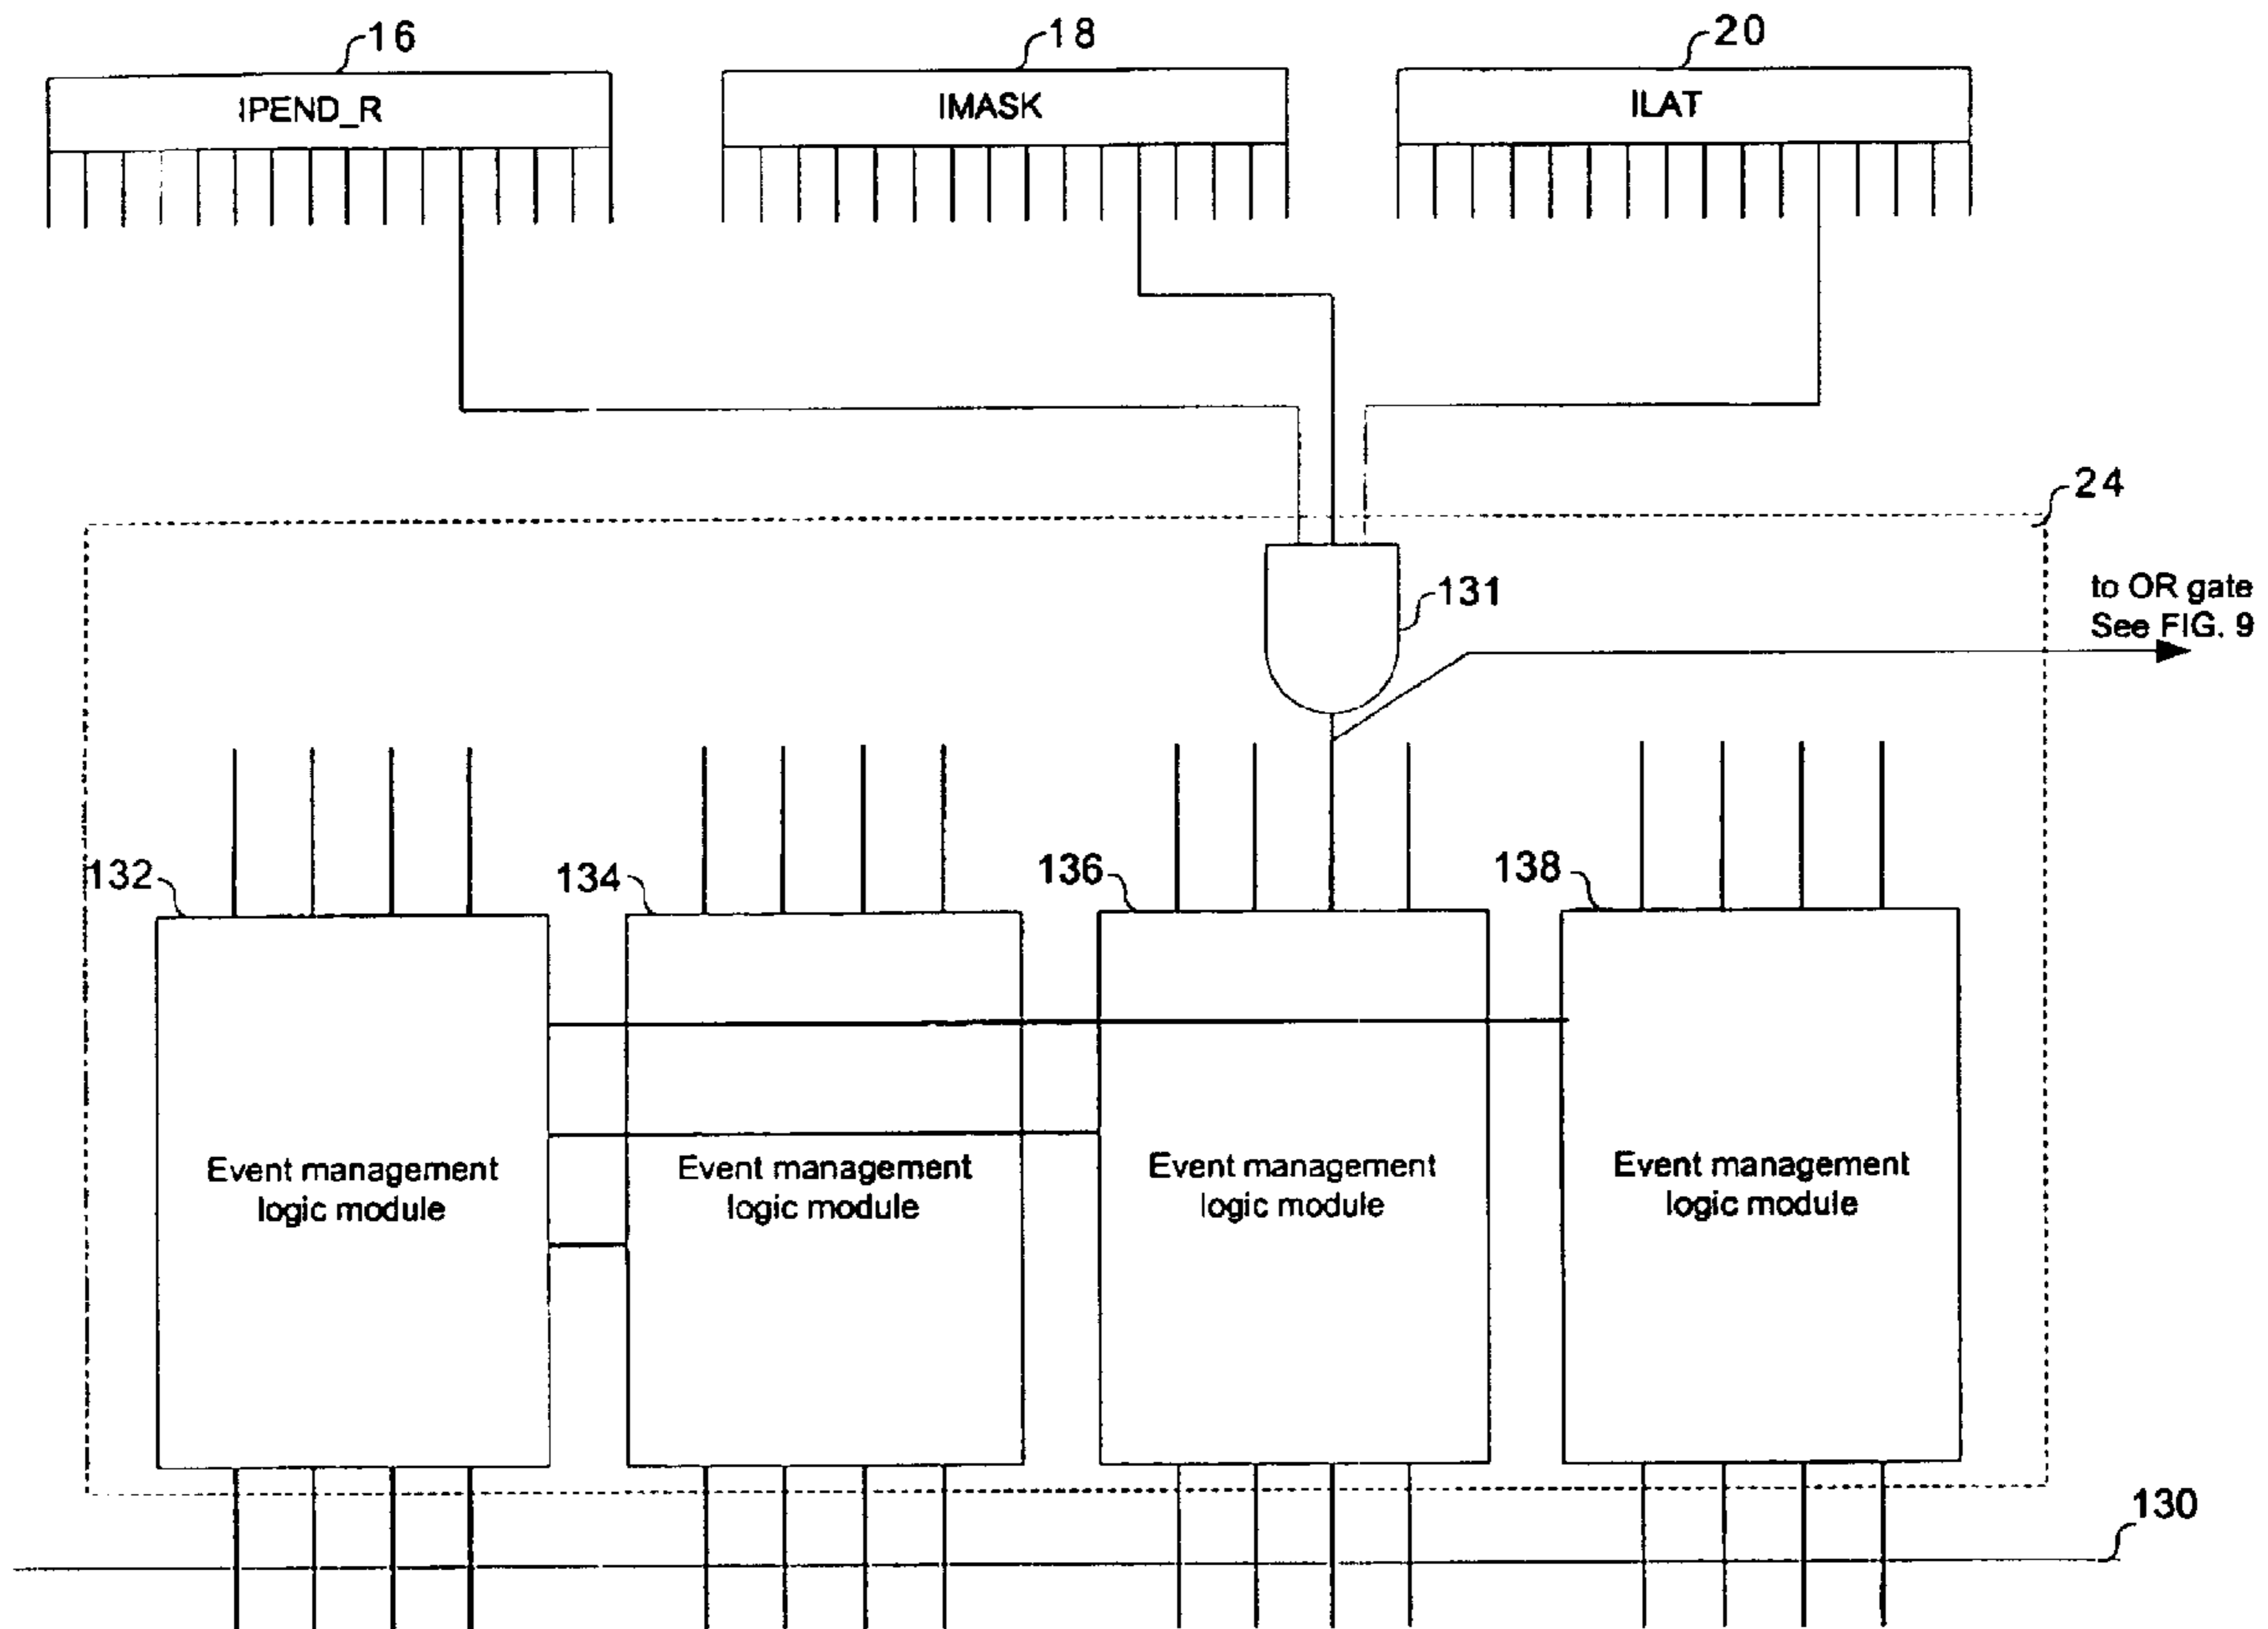 16
18
20
IPEND_R
IMASK
ILAT
24
131
to OR gate
See FIG. 9
132
134
136
138
Event management
logic module
Event management
logic module
Event management
logic module
Event management
logic module
130